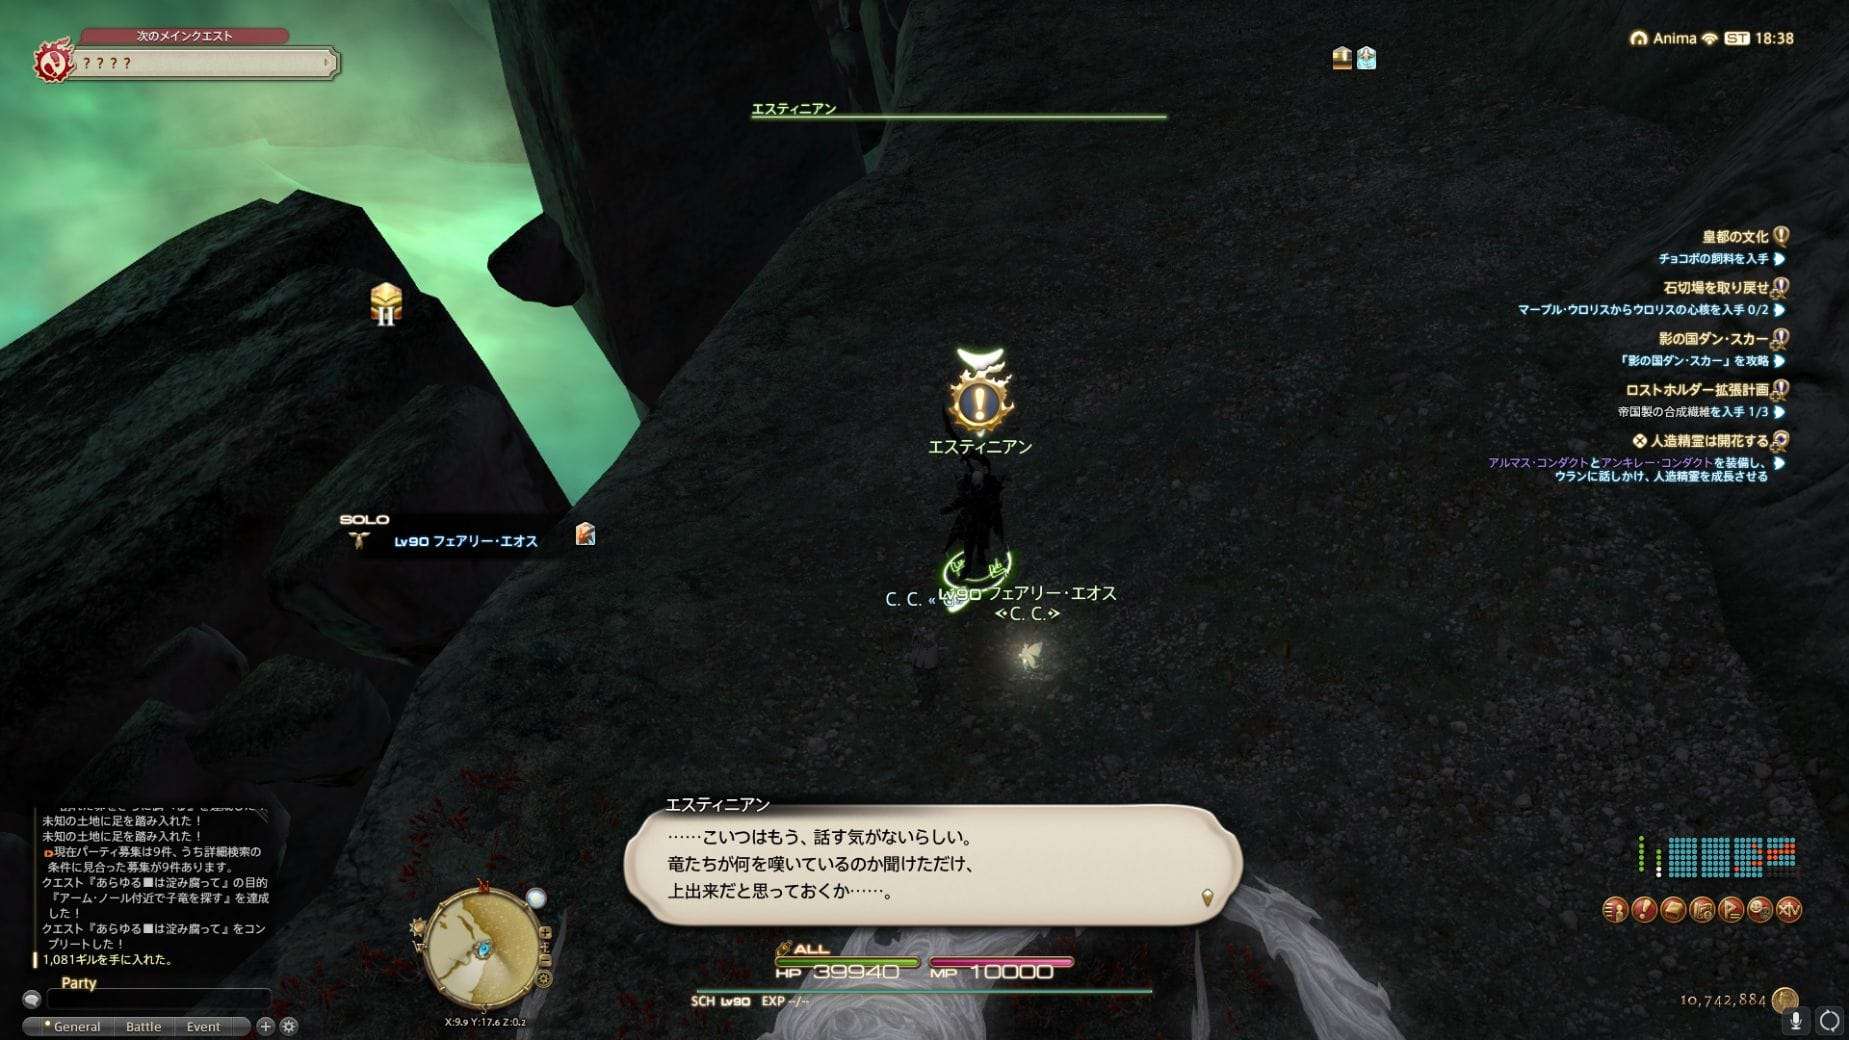 次のメインクエスト
????
エスティニアン
Anima ST 18:38
皇都の文化
チョコボの飼料を入手
石切場を取り戻せ
マーブル・ウロリスからウロリスの心核を入手 0/2
影の国ダン・スカー
「影の国ダン・スカー」を攻略
ロストホルダー拡張計画
帝国製の合成繊維を入手 1/3
人造精霊は開花する
アルマス・コンダクトとアンキレー・コンダクトを装備し、
ウランに話しかけ、人造精霊を成長させる
H
エスティニアン
SOLO
Lv90 フェアリー・エオス
Lv90 フェアリー・エオス
C. C. «
«C. C.»
エスティニアン
……こいつはもう、話す気がないらしい。
竜たちが何を嘆いているのか聞けただけ、
上出来だと思っておくか……。
未知の土地に足を踏み入れた!
未知の土地に足を踏み入れた!
現在パーティ募集は9件、うち詳細検索の
条件に見合った募集が9件あります。
クエスト『あらゆる■は淀み腐って』の目的
『アーム・ノール付近で子竜を探す』を達成
した!
クエスト『あらゆる■は淀み腐って』をコン
プリートした!
1,081ギルを手に入れた。
Party
General Battle Event
N
X:9.9 Y:17.6 Z:0.2
ALL
HP 39940 MP 10000
SCH Lv90 EXP --/--
XIV
10,742,884